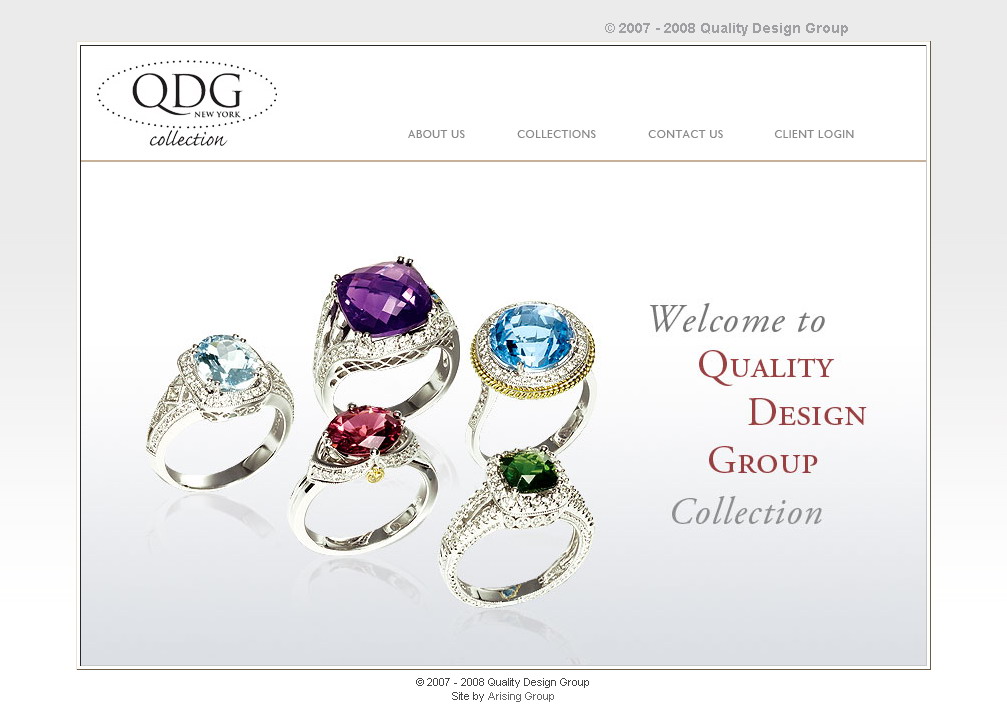 © 2007 - 2008 Quality Design Group
QDG
NEW YORK
collection
ABOUT US COLLECTIONS CONTACT US CLIENT LOGIN
Welcome to
QUALITY
DESIGN
GROUP
Collection
© 2007 - 2008 Quality Design Group
Site by Arising Group